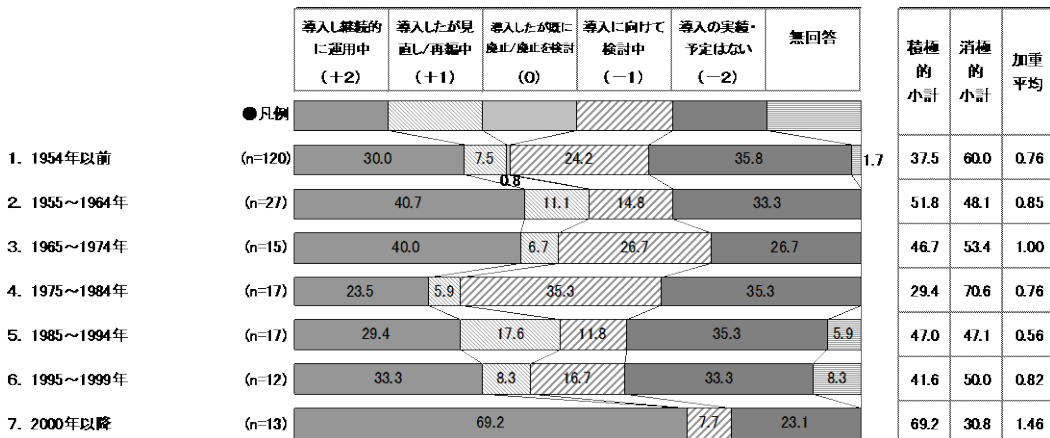 導入し継続的に運用中 (＋2)
導入したが見直し/再編中 (＋1)
導入したが既に廃止/廃止を検討 (0)
導入に向けて検討中 (－1)
導入の実績・予定はない (－2)
無回答
積極的小計
消極的小計
加重平均
●凡例
1. 1954年以前 (n=120) 30.0 7.5 0.8 24.2 35.8 1.7 37.5 60.0 0.76
2. 1955～1964年 (n=27) 40.7 11.1 14.8 33.3 51.8 48.1 0.85
3. 1965～1974年 (n=15) 40.0 6.7 26.7 26.7 46.7 53.4 1.00
4. 1975～1984年 (n=17) 23.5 5.9 35.3 35.3 29.4 70.6 0.76
5. 1985～1994年 (n=17) 29.4 17.6 11.8 35.3 5.9 47.0 47.1 0.56
6. 1995～1999年 (n=12) 33.3 8.3 16.7 33.3 8.3 41.6 50.0 0.82
7. 2000年以降 (n=13) 69.2 7.7 23.1 69.2 30.8 1.46